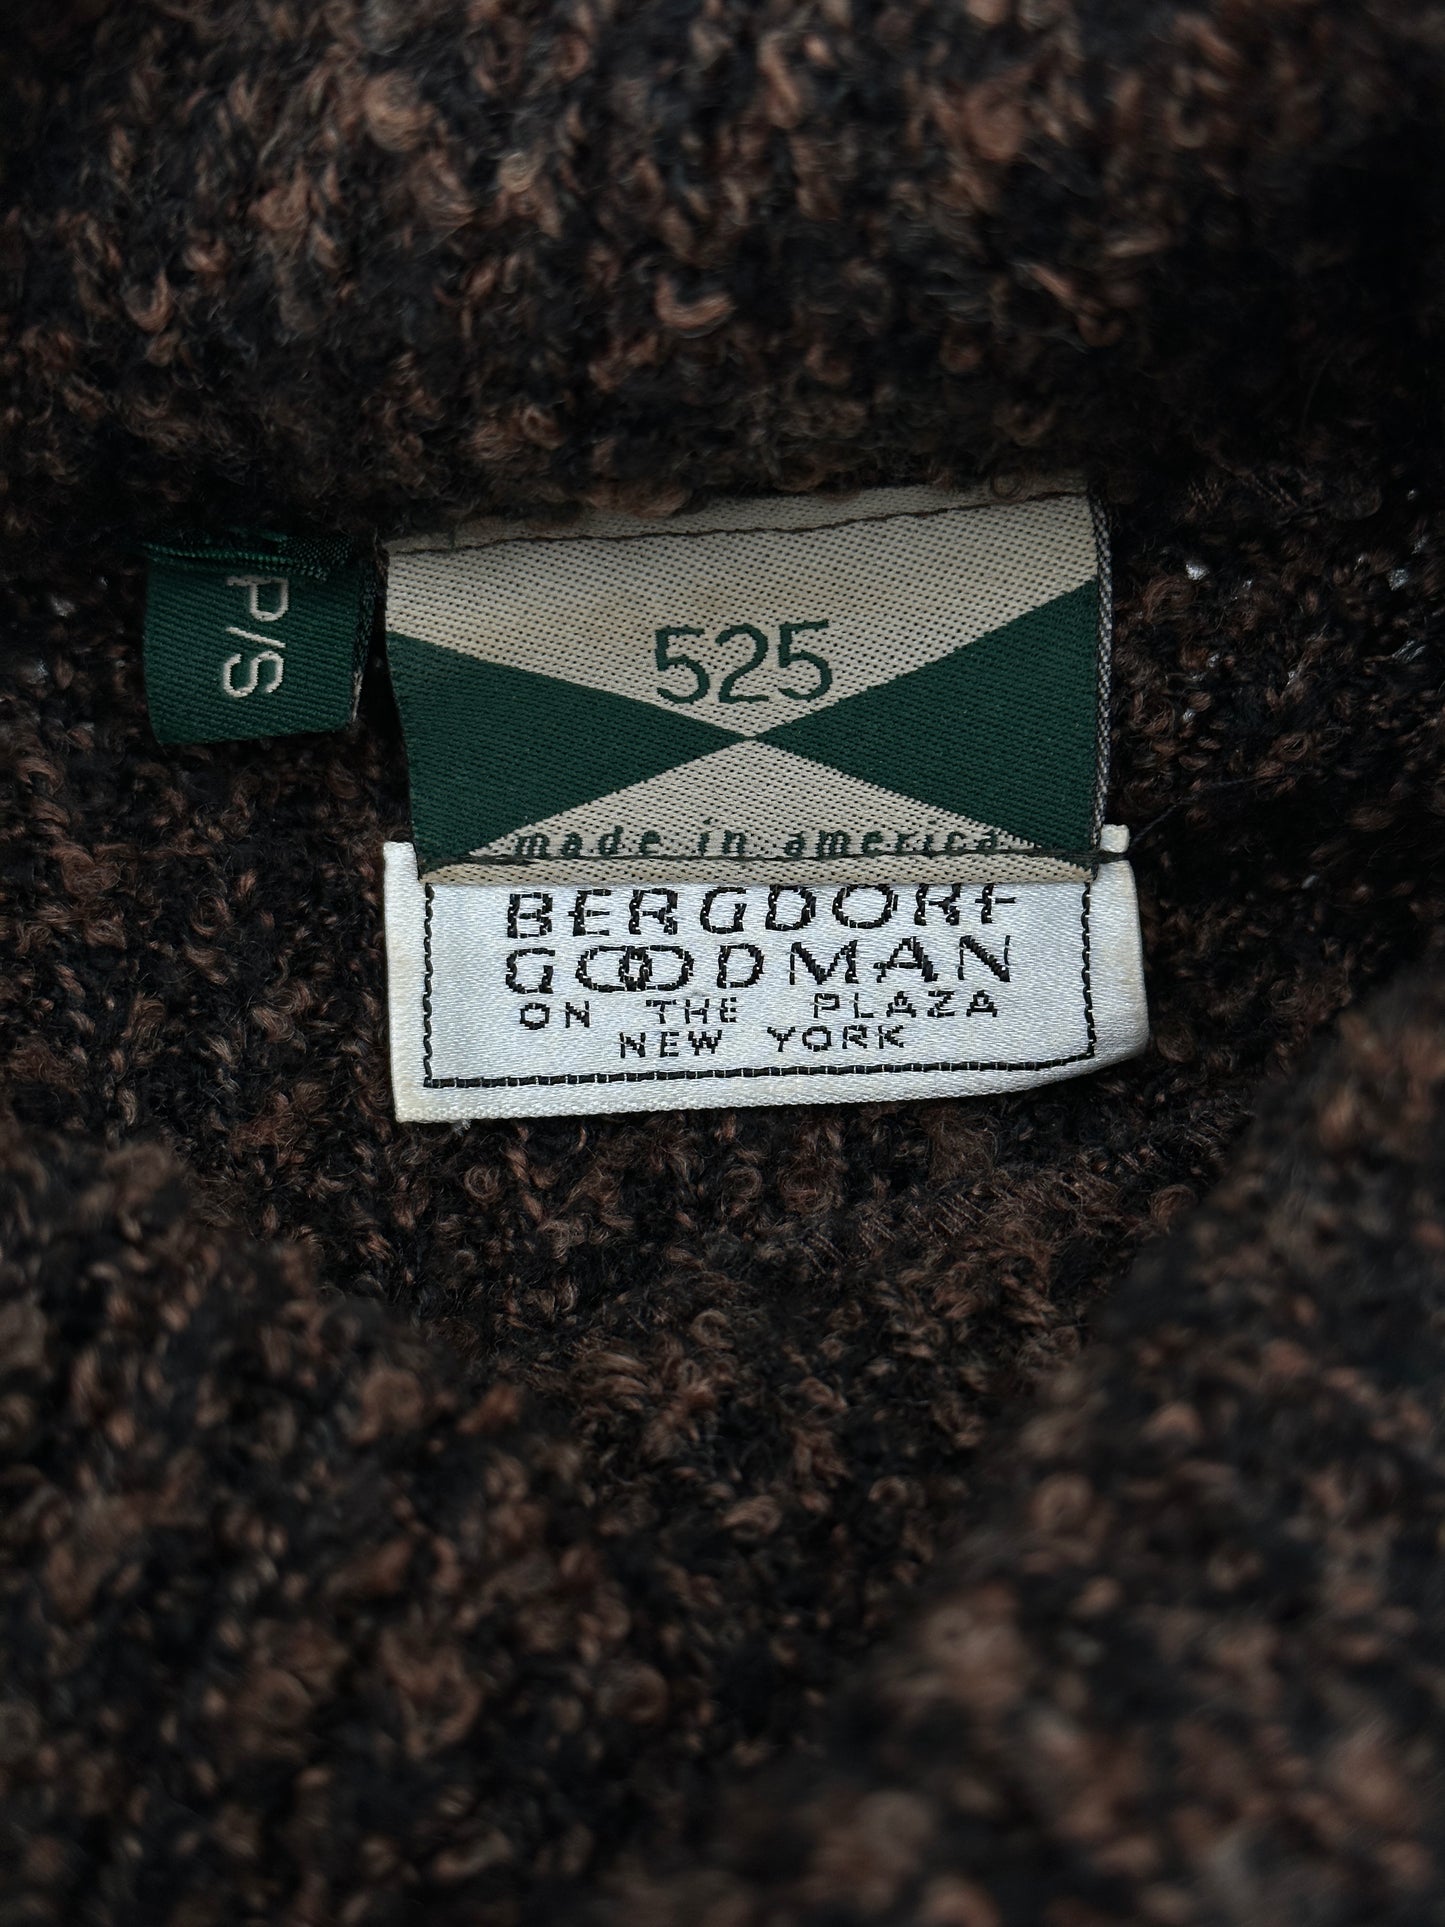 P/S
525
made in america
BERGDORF
GOODMAN
ON THE PLAZA
NEW YORK